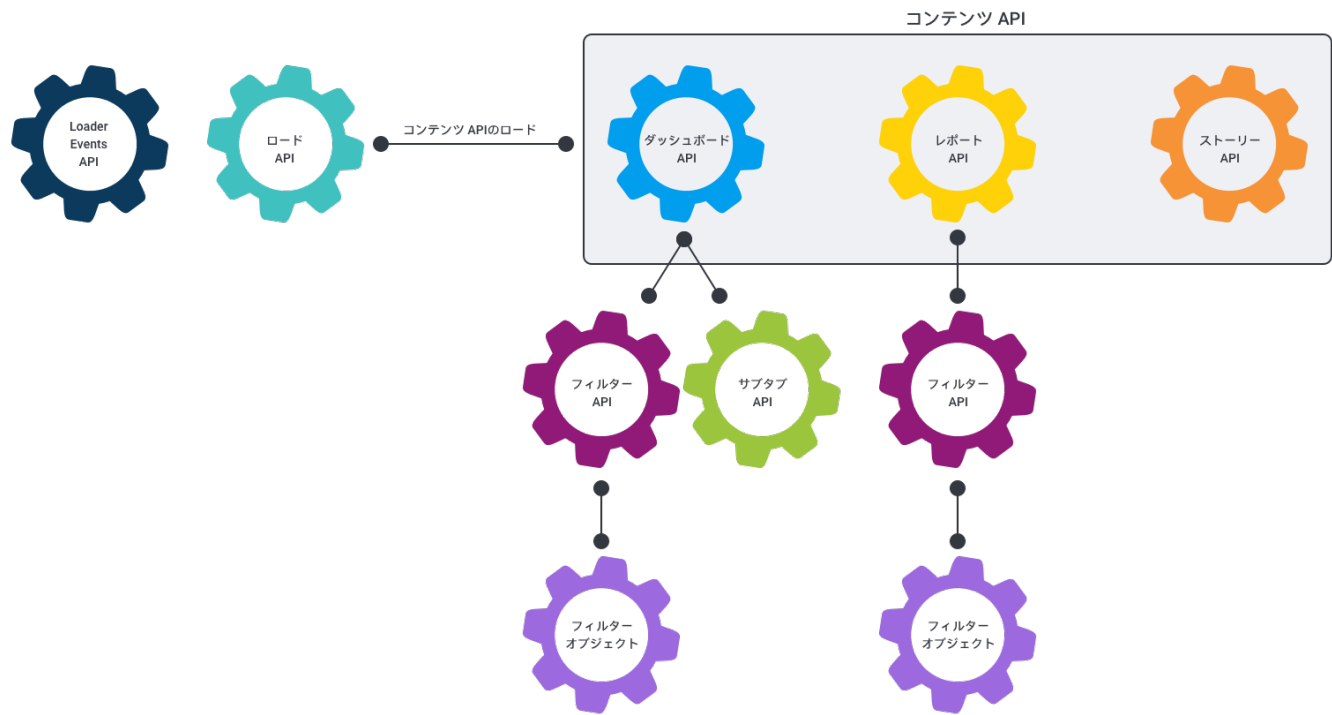 コンテンツ API
Loader
Events
API
ロード
API
コンテンツ APIのロード
ダッシュボード
API
レポート
API
ストーリー
API
フィルター
API
サブタブ
API
フィルター
API
フィルター
オブジェクト
フィルター
オブジェクト